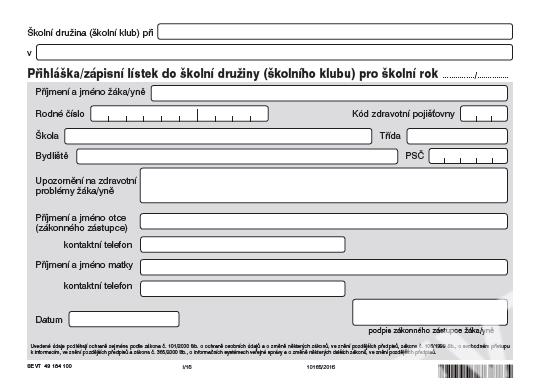 Školní družina (školní klub) při
v
Přihláška/zápisní lístek do školní družiny (školního klubu) pro školní rok ............../..............
Příjmení a jméno žáka/yně
Rodné číslo Kód zdravotní pojišťovny
Škola Třída
Bydliště PSČ
Upozornění na zdravotní
problémy žáka/yně
Příjmení a jméno otce
(zákonného zástupce)
kontaktní telefon
Příjmení a jméno matky
kontaktní telefon
Datum
podpis zákonného zástupce žáka/yně
Uvedené údaje podléhají ochraně zejména podle zákona č. 101/2000 Sb., o ochraně osobních údajů a o změně některých zákonů, ve znění pozdějších předpisů, zákona č. 106/1999 Sb., o svobodném přístupu
k informacím, ve znění pozdějších předpisů a zákona č. 365/2000 Sb., o informačních systémech veřejné správy a o změně některých dalších zákonů, ve znění pozdějších předpisů.
SEVT 49 184 100 I/16 10165/2016